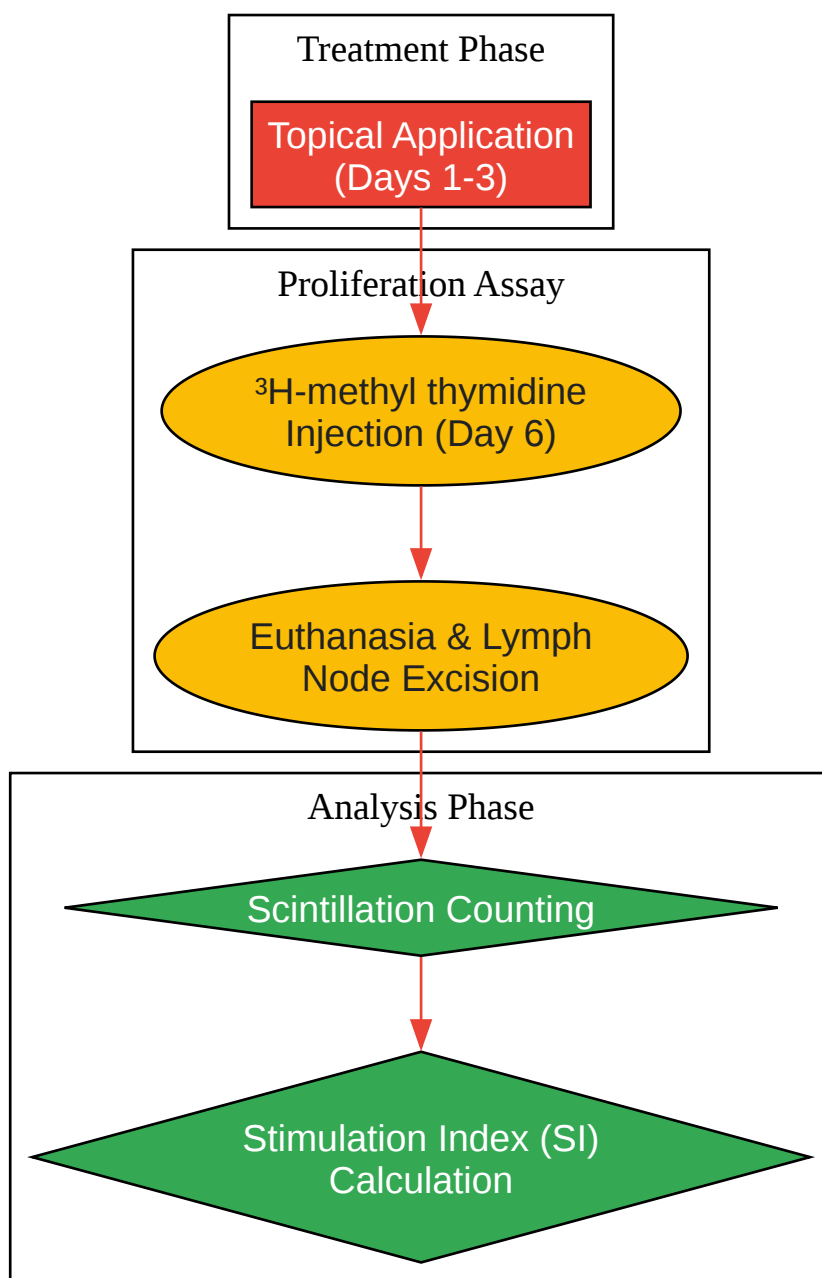 Treatment Phase
Topical Application
(Days 1-3)
Proliferation Assay
³H-methyl thymidine
Injection (Day 6)
Euthanasia & Lymph
Node Excision
Analysis Phase
Scintillation Counting
Stimulation Index (SI)
Calculation